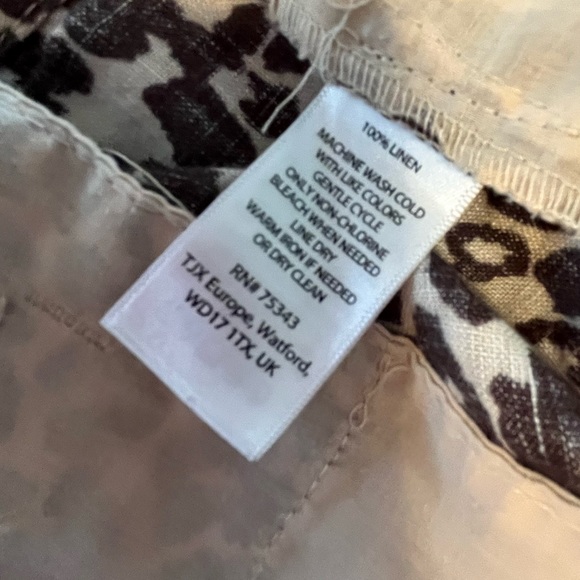 100% LINEN
MACHINE WASH COLD
WITH LIKE COLORS
GENTLE CYCLE
ONLY NON-CHLORINE
BLEACH WHEN NEEDED
LINE DRY
WARM IRON IF NEEDED
OR DRY CLEAN
RN# 75343
TJX Europe, Watford,
WD17 1TX, UK